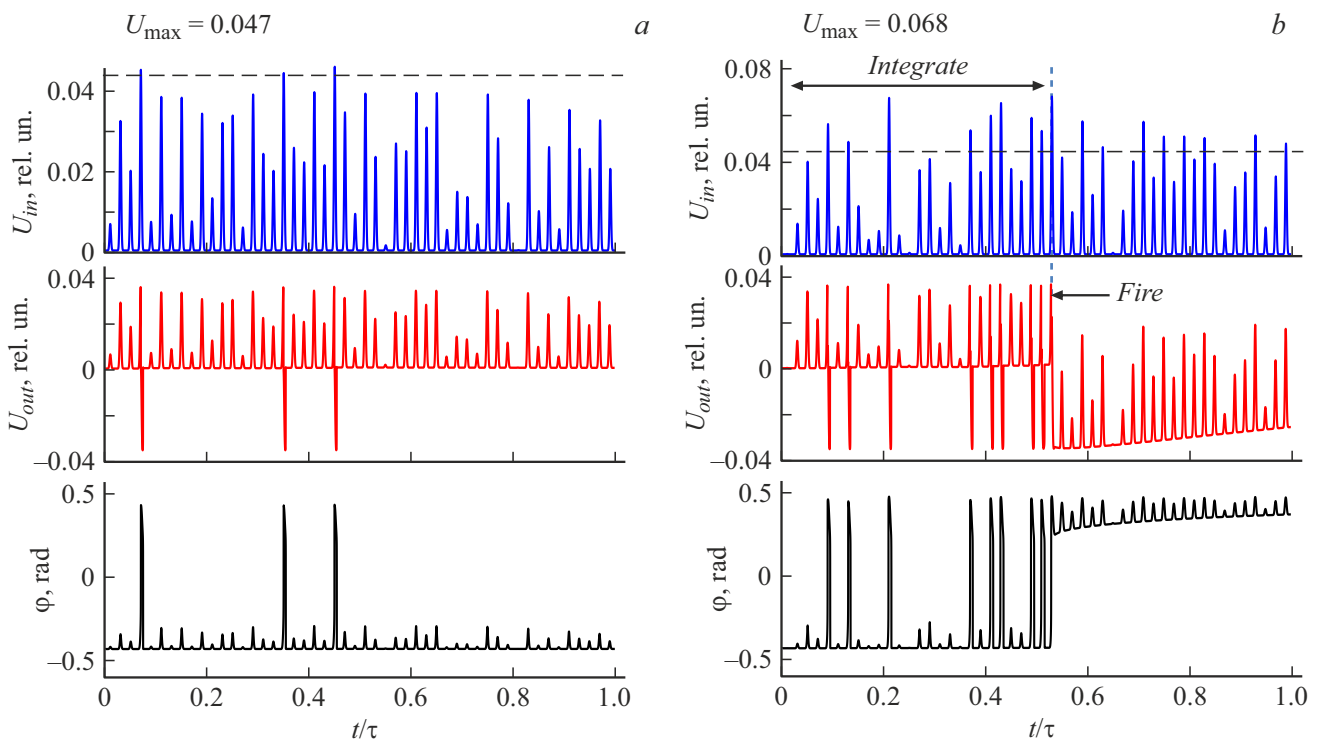 U_max = 0.047
a
0.04
0.02
0
U_in, rel. un.
0.04
0
–0.04
U_out, rel. un.
0.5
0
–0.5
φ, rad
0 0.2 0.4 0.6 0.8 1.0
t/τ
U_max = 0.068
b
Integrate
0.08
0.04
0
U_in, rel. un.
Fire
0.04
0
–0.04
U_out, rel. un.
0.5
0
–0.5
φ, rad
0 0.2 0.4 0.6 0.8 1.0
t/τ